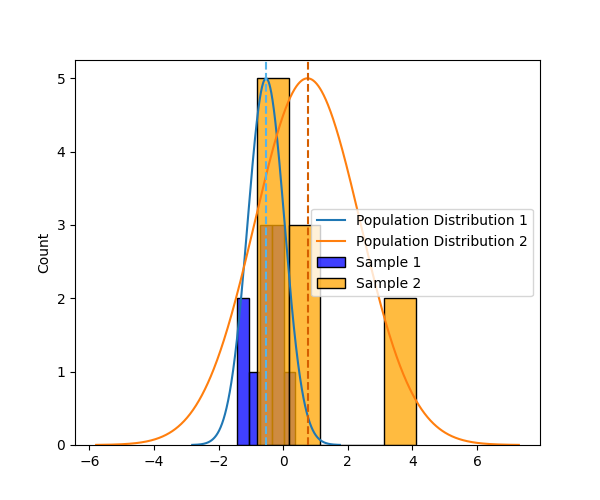 5
4
3
2
1
0
Count
Population Distribution 1
Population Distribution 2
Sample 1
Sample 2
−6 −4 −2 0 2 4 6